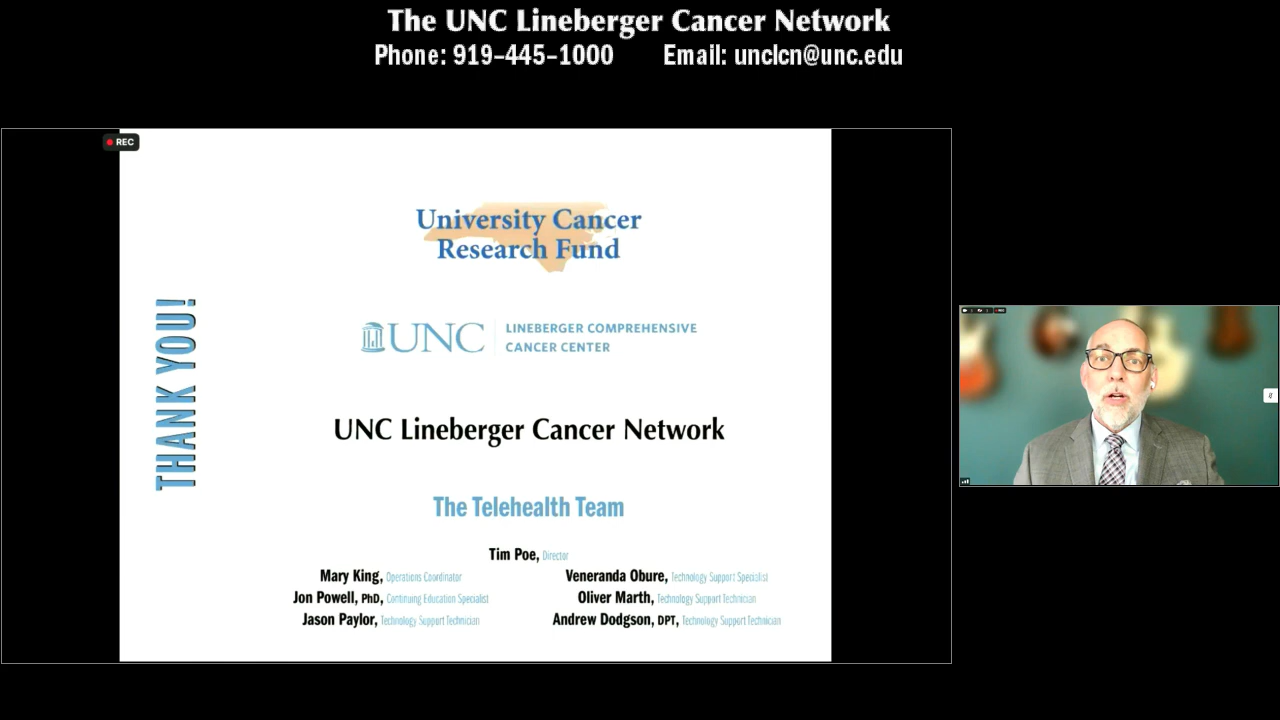 The UNC Lineberger Cancer Network
Phone: 919-445-1000 Email: unclcn@unc.edu
REC
University Cancer
Research Fund
THANK YOU!
UNC LINEBERGER COMPREHENSIVE
CANCER CENTER
UNC Lineberger Cancer Network
The Telehealth Team
Tim Poe, Director
Mary King, Operations Coordinator
Veneranda Obure, Technology Support Specialist
Jon Powell, PhD, Continuing Education Specialist
Oliver Marth, Technology Support Technician
Jason Paylor, Technology Support Technician
Andrew Dodgson, DPT, Technology Support Technician